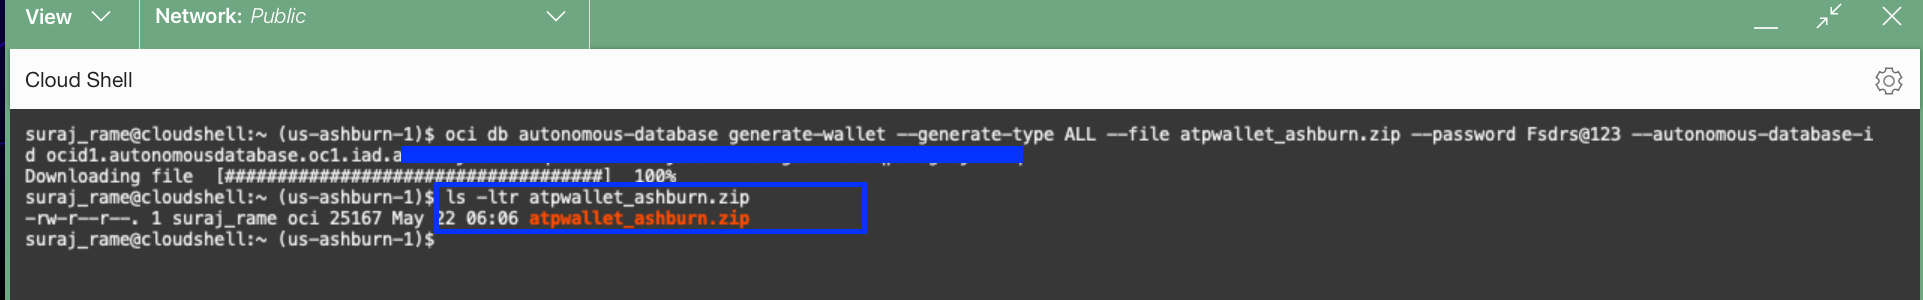 View
Network: Public
Cloud Shell
suraj_rame@cloudshell:~ (us-ashburn-1)$ oci db autonomous-database generate-wallet --generate-type ALL --file atpwallet_ashburn.zip --password Fsdrs@123 --autonomous-database-i
d ocid1.autonomousdatabase.oc1.iad.a
Downloading file  [####################################]  100%
suraj_rame@cloudshell:~ (us-ashburn-1)$ ls -ltr atpwallet_ashburn.zip
-rw-r--r--. 1 suraj_rame oci 25167 May 22 06:06 atpwallet_ashburn.zip
suraj_rame@cloudshell:~ (us-ashburn-1)$